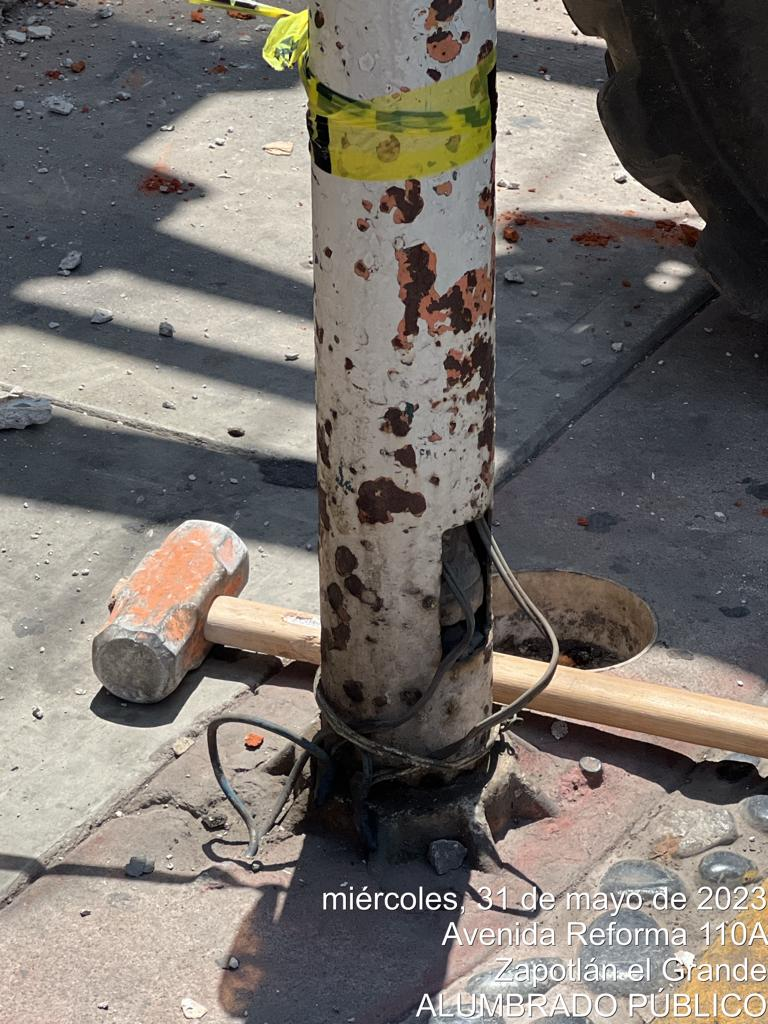 miércoles, 31 de mayo de 2023
Avenida Reforma 110A
Zapotlán el Grande
ALUMBRADO PÚBLICO